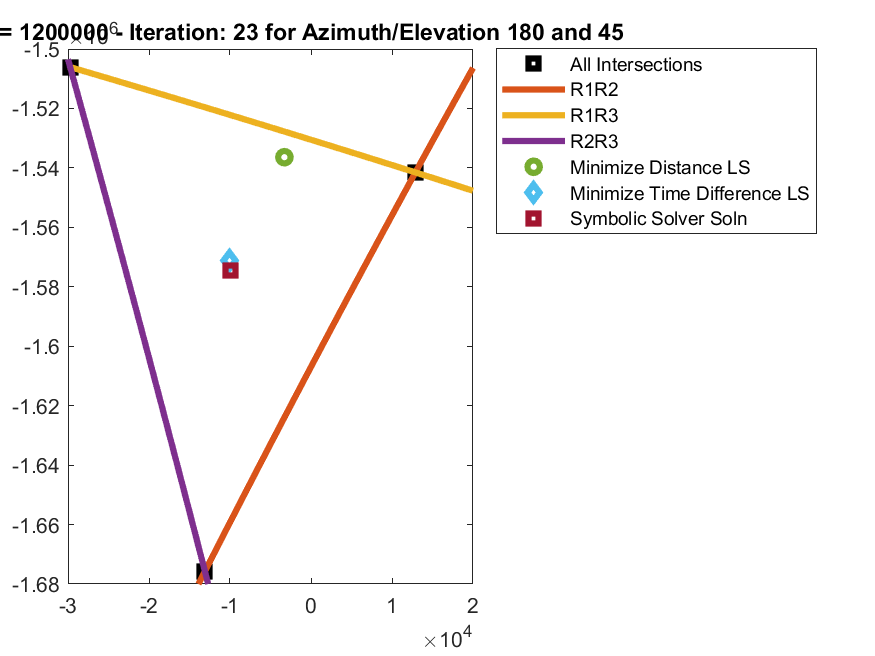 = 1200000 - Iteration: 23 for Azimuth/Elevation 180 and 45
×10^6
-1.5
-1.52
-1.54
-1.56
-1.58
-1.6
-1.62
-1.64
-1.66
-1.68
-3 -2 -1 0 1 2
×10^4
All Intersections
R1R2
R1R3
R2R3
Minimize Distance LS
Minimize Time Difference LS
Symbolic Solver Soln